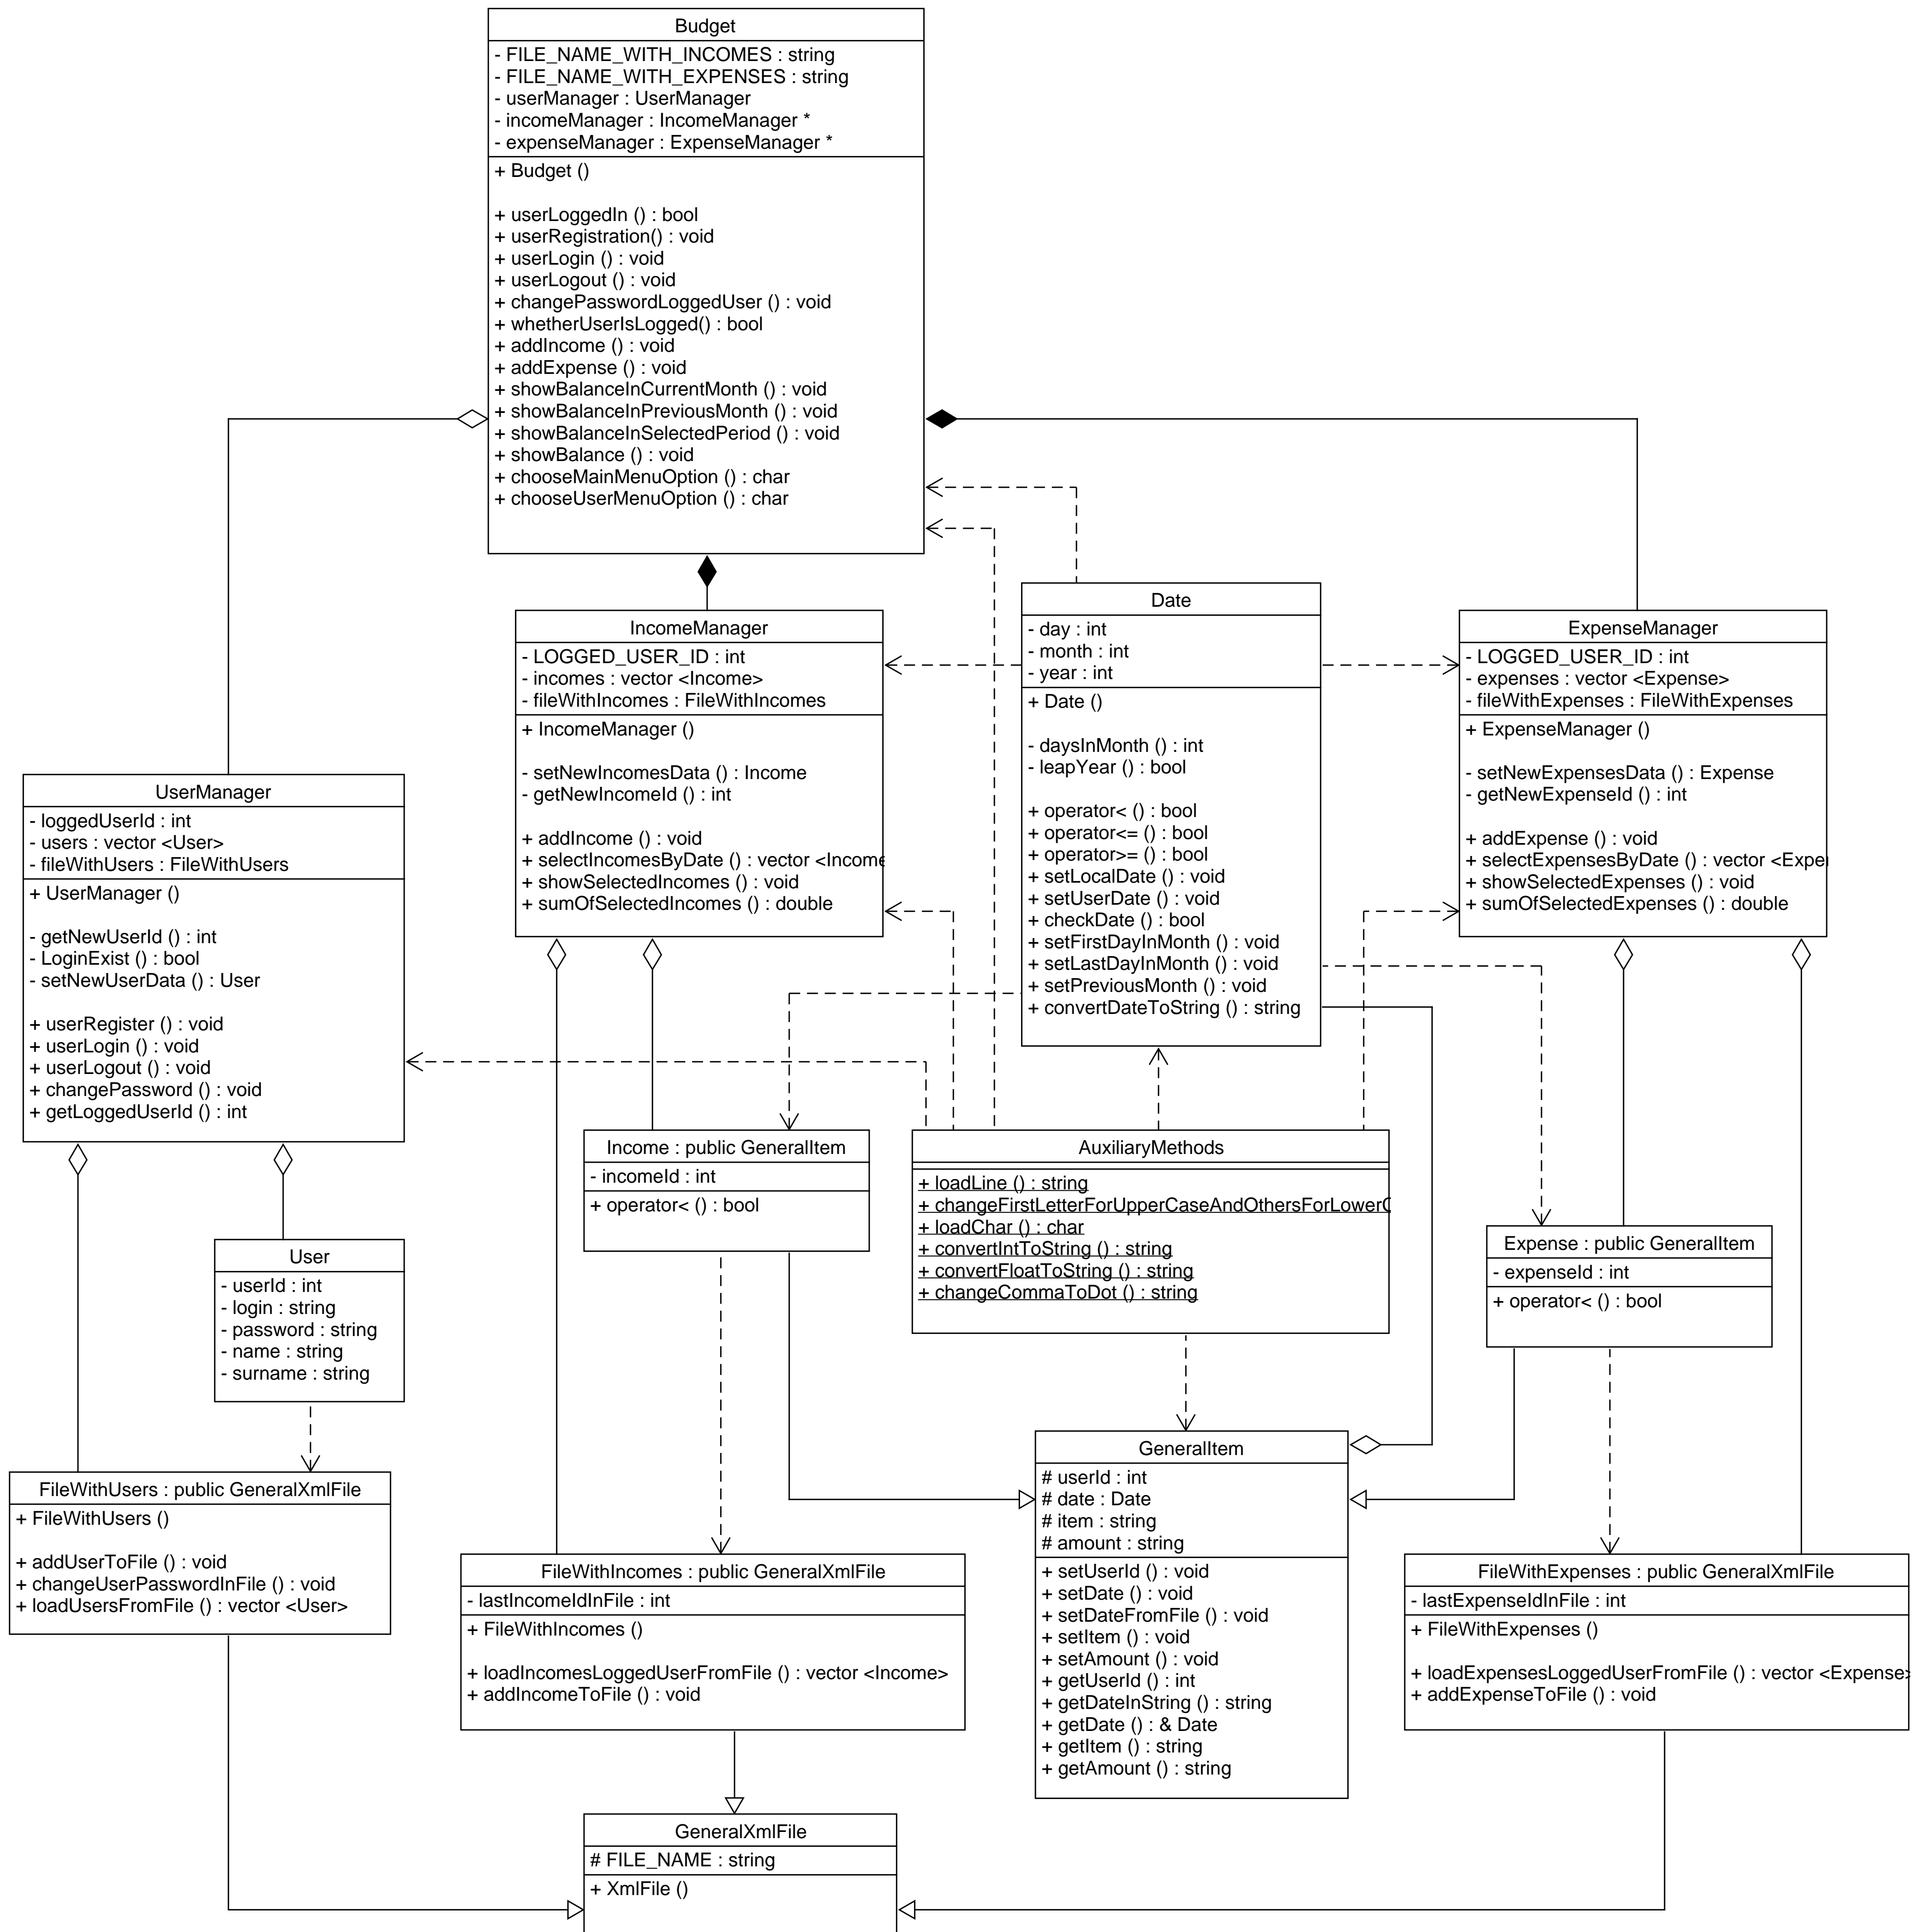 Budget
- FILE_NAME_WITH_INCOMES : string
- FILE_NAME_WITH_EXPENSES : string
- userManager : UserManager
- incomeManager : IncomeManager *
- expenseManager : ExpenseManager *
+ Budget ()
+ userLoggedIn () : bool
+ userRegistration() : void
+ userLogin () : void
+ userLogout () : void
+ changePasswordLoggedUser () : void
+ whetherUserIsLogged() : bool
+ addIncome () : void
+ addExpense () : void
+ showBalanceInCurrentMonth () : void
+ showBalanceInPreviousMonth () : void
+ showBalanceInSelectedPeriod () : void
+ showBalance () : void
+ chooseMainMenuOption () : char
+ chooseUserMenuOption () : char
IncomeManager
- LOGGED_USER_ID : int
- incomes : vector <Income>
- fileWithIncomes : FileWithIncomes
+ IncomeManager ()
- setNewIncomesData () : Income
- getNewIncomeId () : int
+ addIncome () : void
+ selectIncomesByDate () : vector <Income
+ showSelectedIncomes () : void
+ sumOfSelectedIncomes () : double
Date
- day : int
- month : int
- year : int
+ Date ()
- daysInMonth () : int
- leapYear () : bool
+ operator< () : bool
+ operator<= () : bool
+ operator>= () : bool
+ setLocalDate () : void
+ setUserDate () : void
+ checkDate () : bool
+ setFirstDayInMonth () : void
+ setLastDayInMonth () : void
+ setPreviousMonth () : void
+ convertDateToString () : string
ExpenseManager
- LOGGED_USER_ID : int
- expenses : vector <Expense>
- fileWithExpenses : FileWithExpenses
+ ExpenseManager ()
- setNewExpensesData () : Expense
- getNewExpenseId () : int
+ addExpense () : void
+ selectExpensesByDate () : vector <Expe
+ showSelectedExpenses () : void
+ sumOfSelectedExpenses () : double
UserManager
- loggedUserId : int
- users : vector <User>
- fileWithUsers : FileWithUsers
+ UserManager ()
- getNewUserId () : int
- LoginExist () : bool
- setNewUserData () : User
+ userRegister () : void
+ userLogin () : void
+ userLogout () : void
+ changePassword () : void
+ getLoggedUserId () : int
Income : public GeneralItem
- incomeId : int
+ operator< () : bool
AuxiliaryMethods
+ loadLine () : string
+ changeFirstLetterForUpperCaseAndOthersForLower
+ loadChar () : char
+ convertIntToString () : string
+ convertFloatToString () : string
+ changeCommaToDot () : string
Expense : public GeneralItem
- expenseId : int
+ operator< () : bool
User
- userId : int
- login : string
- password : string
- name : string
- surname : string
GeneralItem
# userId : int
# date : Date
# item : string
# amount : string
+ setUserId () : void
+ setDate () : void
+ setDateFromFile () : void
+ setItem () : void
+ setAmount () : void
+ getUserId () : int
+ getDateInString () : string
+ getDate () : & Date
+ getItem () : string
+ getAmount () : string
FileWithUsers : public GeneralXmlFile
+ FileWithUsers ()
+ addUserToFile () : void
+ changeUserPasswordInFile () : void
+ loadUsersFromFile () : vector <User>
FileWithIncomes : public GeneralXmlFile
- lastIncomeIdInFile : int
+ FileWithIncomes ()
+ loadIncomesLoggedUserFromFile () : vector <Income>
+ addIncomeToFile () : void
FileWithExpenses : public GeneralXmlFile
- lastExpenseIdInFile : int
+ FileWithExpenses ()
+ loadExpensesLoggedUserFromFile () : vector <Expense>
+ addExpenseToFile () : void
GeneralXmlFile
# FILE_NAME : string
+ XmlFile ()